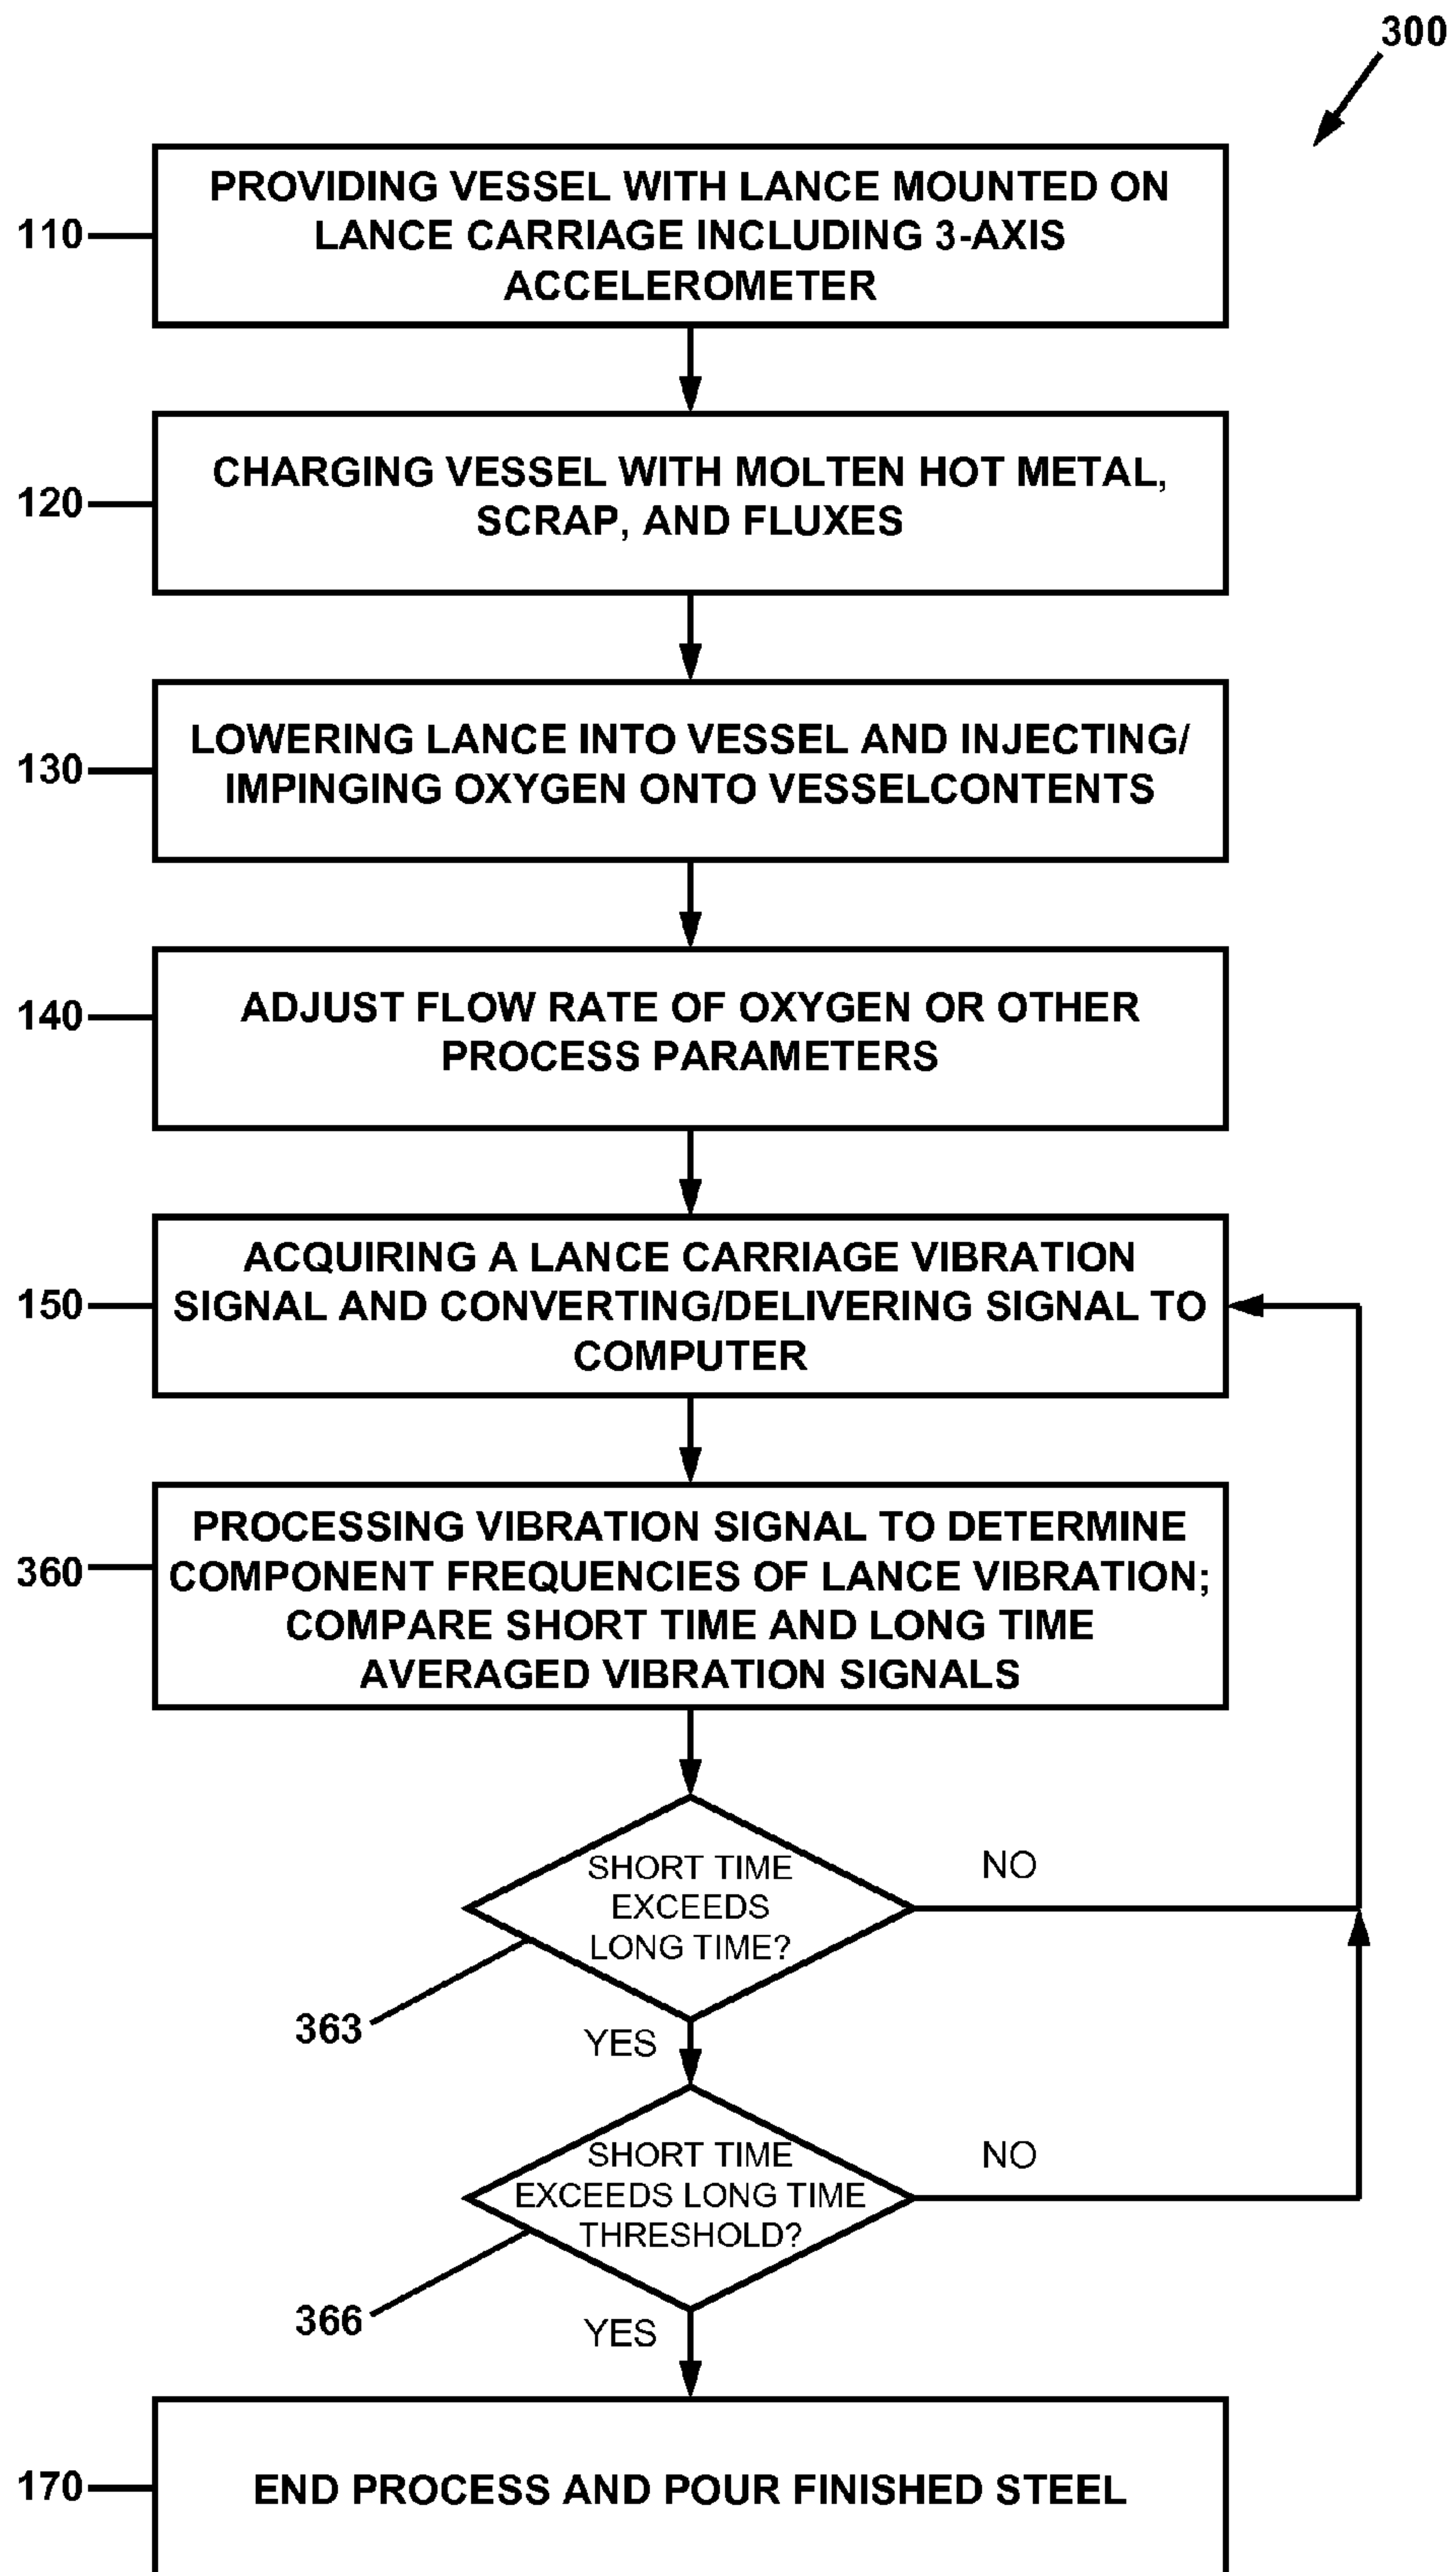 300
110
PROVIDING VESSEL WITH LANCE MOUNTED ON
LANCE CARRIAGE INCLUDING 3-AXIS
ACCELEROMETER
120
CHARGING VESSEL WITH MOLTEN HOT METAL,
SCRAP, AND FLUXES
130
LOWERING LANCE INTO VESSEL AND INJECTING/
IMPINGING OXYGEN ONTO VESSELCONTENTS
140
ADJUST FLOW RATE OF OXYGEN OR OTHER
PROCESS PARAMETERS
150
ACQUIRING A LANCE CARRIAGE VIBRATION
SIGNAL AND CONVERTING/DELIVERING SIGNAL TO
COMPUTER
360
PROCESSING VIBRATION SIGNAL TO DETERMINE
COMPONENT FREQUENCIES OF LANCE VIBRATION;
COMPARE SHORT TIME AND LONG TIME
AVERAGED VIBRATION SIGNALS
SHORT TIME
EXCEEDS
LONG TIME?
NO
363
YES
SHORT TIME
EXCEEDS LONG TIME
THRESHOLD?
NO
366
YES
170
END PROCESS AND POUR FINISHED STEEL